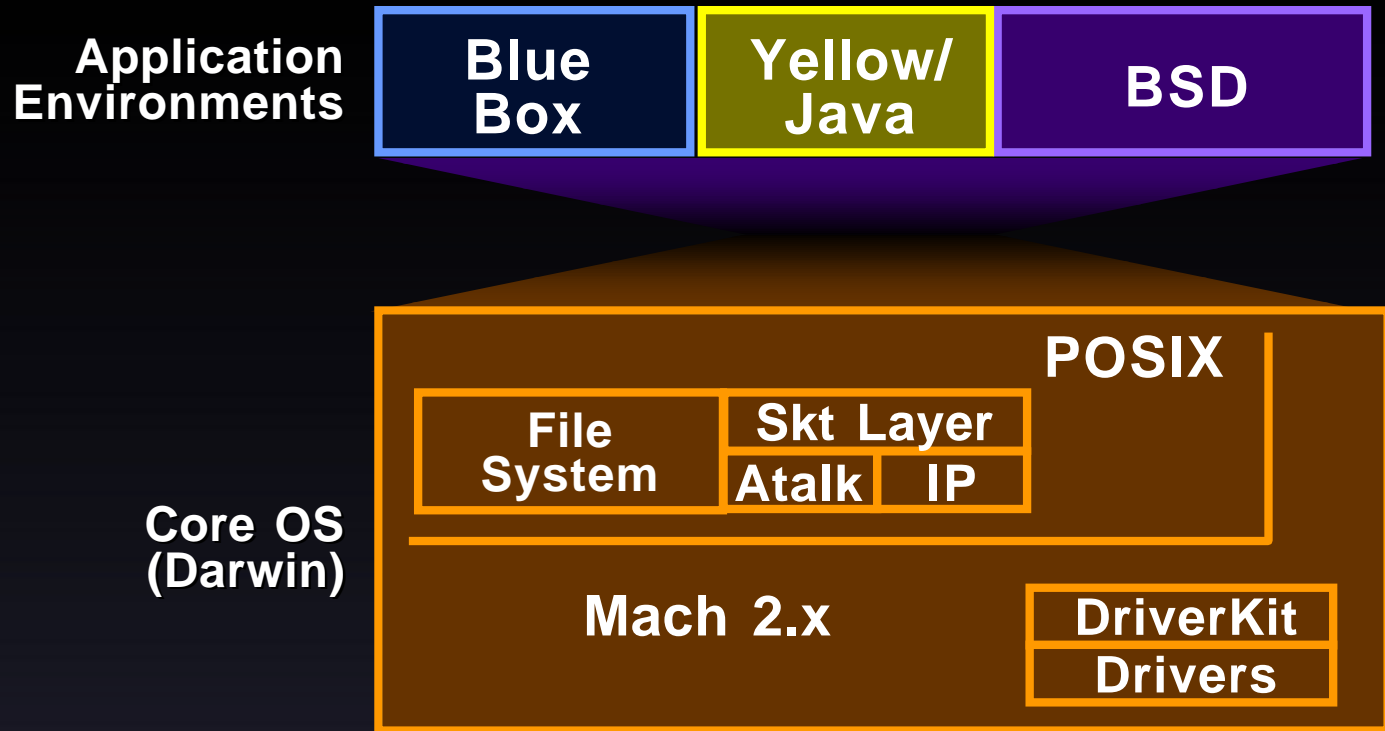 Application
Environments
Blue
Box
Yellow/
Java
BSD
Core OS
(Darwin)
POSIX
File
System
Skt Layer
Atalk
IP
Mach 2.x
DriverKit
Drivers